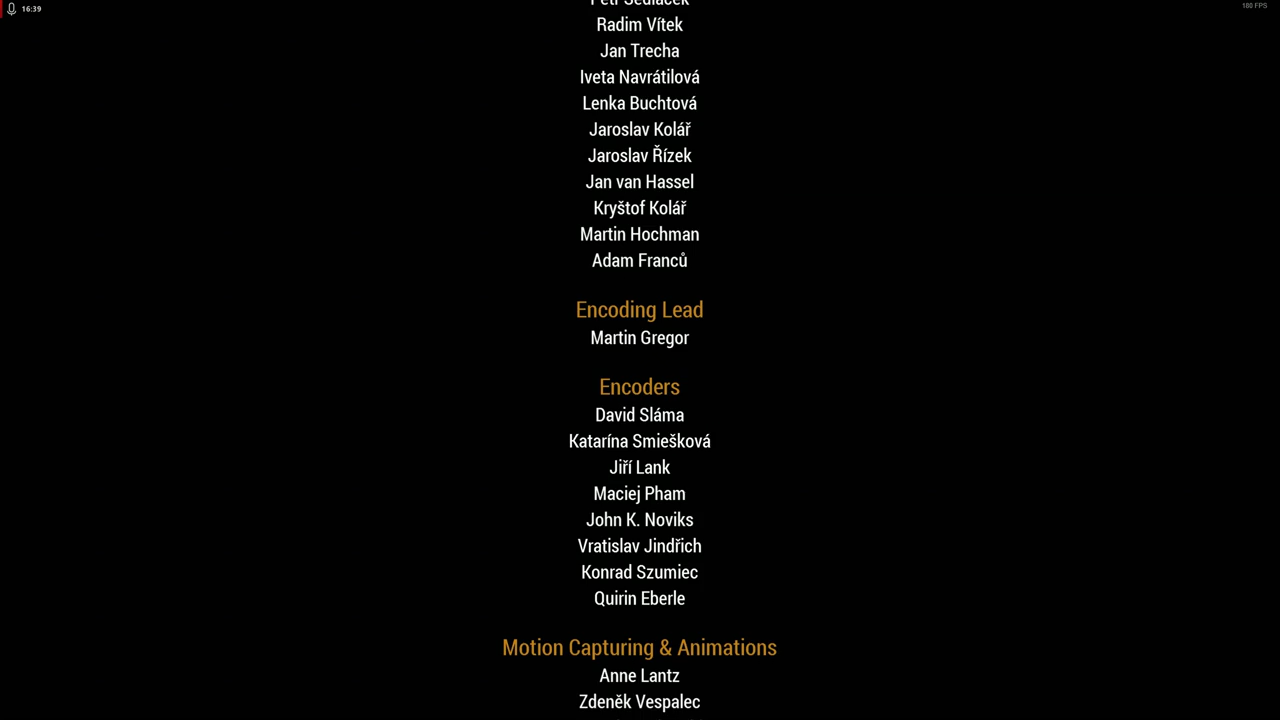 16:39
180 FPS
Petr Sedláček
Radim Vítek
Jan Trecha
Iveta Navrátilová
Lenka Buchtová
Jaroslav Kolář
Jaroslav Řízek
Jan van Hassel
Kryštof Kolář
Martin Hochman
Adam Franců
Encoding Lead
Martin Gregor
Encoders
David Sláma
Katarína Smiešková
Jiří Lank
Maciej Pham
John K. Noviks
Vratislav Jindřich
Konrad Szumiec
Quirin Eberle
Motion Capturing & Animations
Anne Lantz
Zdeněk Vespalec